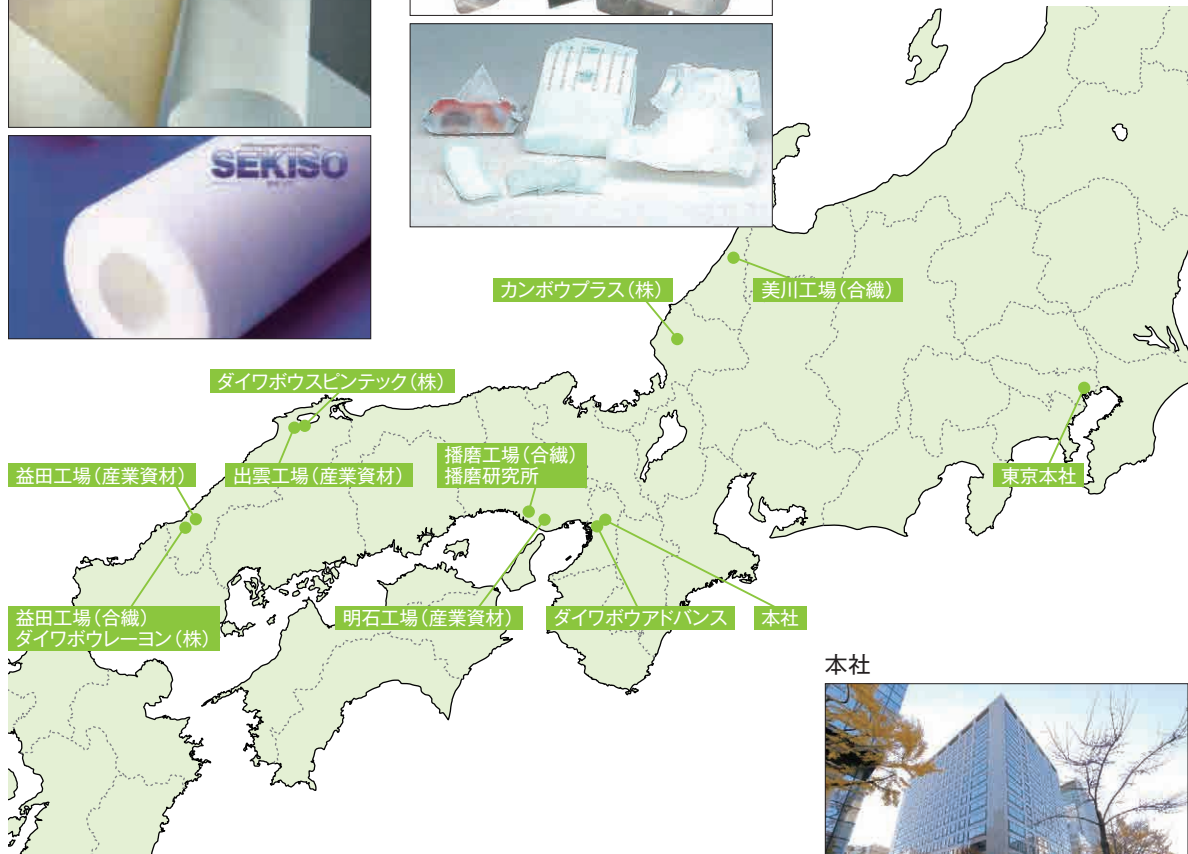 SEKISO
カンボウプラス（株）
美川工場（合繊）
ダイワボウスピンテック（株）
益田工場（産業資材）
出雲工場（産業資材）
播磨工場（合繊）
播磨研究所
東京本社
益田工場（合繊）
ダイワボウレーヨン（株）
明石工場（産業資材）
ダイワボウアドバンス
本社
本社